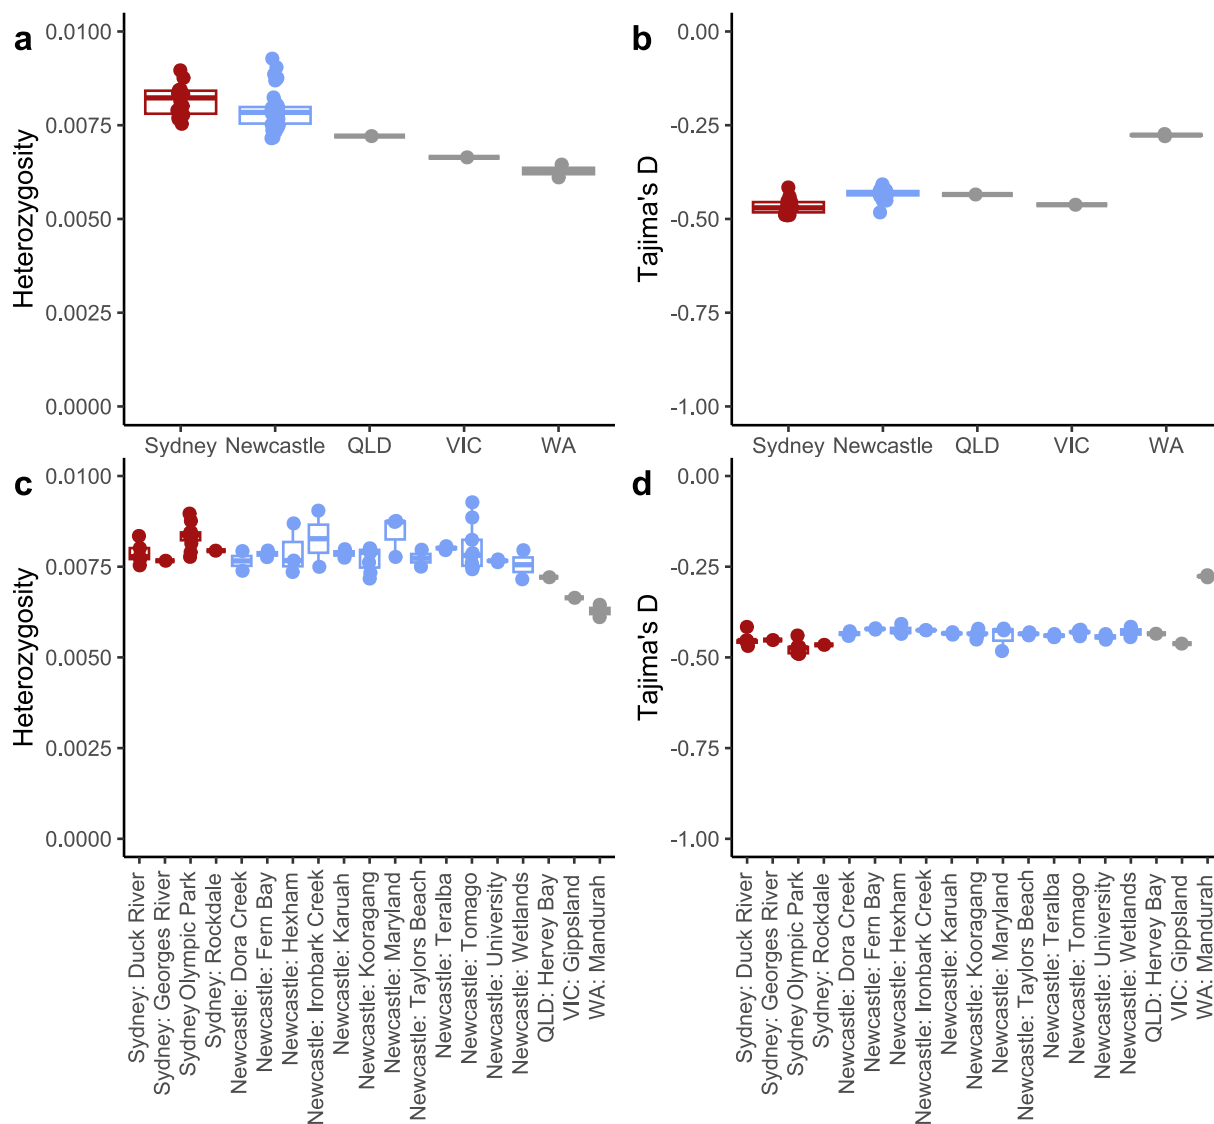 a
Heterozygosity
0.0100
0.0075
0.0050
0.0025
0.0000
Sydney Newcastle QLD VIC WA
b
Tajima's D
0.00
-0.25
-0.50
-0.75
-1.00
Sydney Newcastle QLD VIC WA
c
Heterozygosity
0.0100
0.0075
0.0050
0.0025
0.0000
Sydney: Duck River
Sydney: Georges River
Sydney Olympic Park
Sydney: Rockdale
Newcastle: Dora Creek
Newcastle: Fern Bay
Newcastle: Hexham
Newcastle: Ironbark Creek
Newcastle: Karuah
Newcastle: Kooragang
Newcastle: Maryland
Newcastle: Taylors Beach
Newcastle: Teralba
Newcastle: Tomago
Newcastle: University
Newcastle: Wetlands
QLD: Hervey Bay
VIC: Gippsland
WA: Mandurah
d
Tajima's D
0.00
-0.25
-0.50
-0.75
-1.00
Sydney: Duck River
Sydney: Georges River
Sydney Olympic Park
Sydney: Rockdale
Newcastle: Dora Creek
Newcastle: Fern Bay
Newcastle: Hexham
Newcastle: Ironbark Creek
Newcastle: Karuah
Newcastle: Kooragang
Newcastle: Maryland
Newcastle: Taylors Beach
Newcastle: Teralba
Newcastle: Tomago
Newcastle: University
Newcastle: Wetlands
QLD: Hervey Bay
VIC: Gippsland
WA: Mandurah